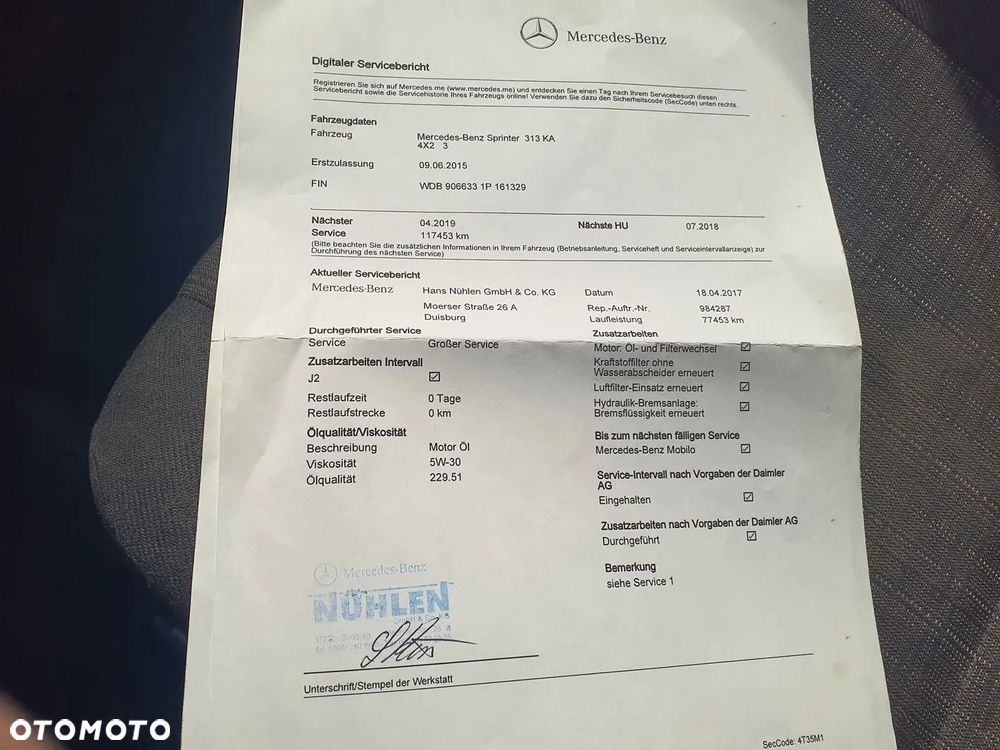 Mercedes-Benz
Digitaler Servicebericht
Registrieren Sie sich auf Mercedes me (www.mercedes.me) und entdecken Sie einen Tag nach Ihrem Servicebesuch diesen
Servicebericht sowie die Servicehistorie Ihres Fahrzeugs online! Verwenden Sie dazu den Sicherheitscode (SecCode) unten rechts.
Fahrzeugdaten
Fahrzeug Mercedes-Benz Sprinter 313 KA
4X2 3
Erstzulassung 09.06.2015
FIN WDB 906633 1P 161329
Nächster 04.2019 Nächste HU 07.2018
Service 117453 km
(Bitte beachten Sie die zusätzlichen Informationen in Ihrem Fahrzeug (Betriebsanleitung, Serviceheft und Serviceintervallanzeige) zur
Durchführung des nächsten Service)
Aktueller Servicebericht
Mercedes-Benz Hans Nühlen GmbH & Co. KG Datum 18.04.2017
Moerser Straße 26 A Rep.-Auftr.-Nr. 984287
Duisburg Laufleistung 77453 km
Durchgeführter Service Zusatzarbeiten
Service Großer Service Motor: Öl- und Filterwechsel
Zusatzarbeiten Intervall Kraftstoffilter ohne
Wasserabscheider erneuert
J2 Luftfilter-Einsatz erneuert
Restlaufzeit 0 Tage Hydraulik-Bremsanlage:
Restlaufstrecke 0 km Bremsflüssigkeit erneuert
Ölqualität/Viskosität Bis zum nächsten fälligen Service
Beschreibung Motor Öl Mercedes-Benz Mobilo
Viskosität 5W-30
Ölqualität 229.51 Service-Intervall nach Vorgaben der Daimler
AG
Eingehalten
Zusatzarbeiten nach Vorgaben der Daimler AG
Durchgeführt
Bemerkung
siehe Service 1
Mercedes-Benz
NÜHLEN
GmbH & Co. KG
Unterschrift/Stempel der Werkstatt
SecCode: 4T35M1
OTOMOTO